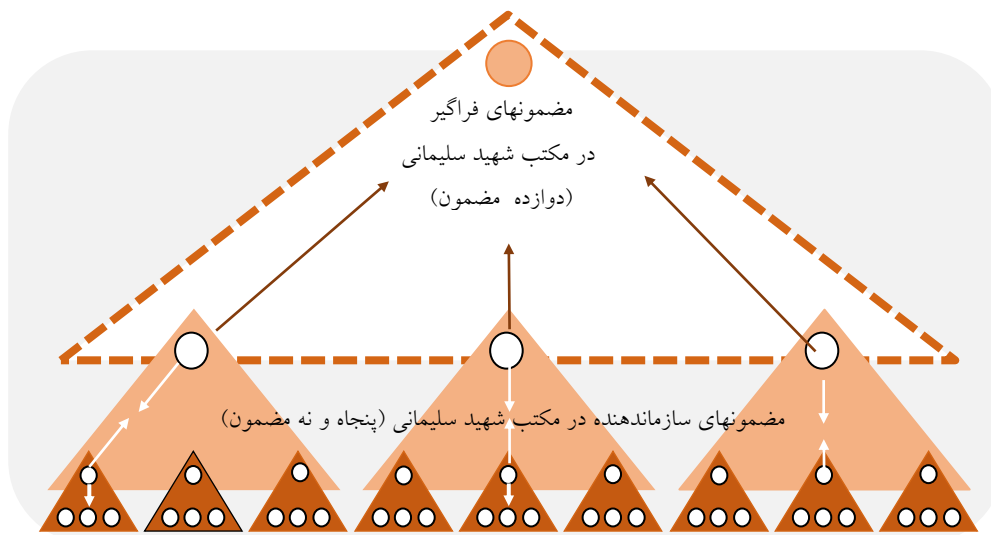 مضمونهای فراگیر
در مکتب شهید سلیمانی
(دوازده مضمون)
مضمونهای سازماندهنده در مکتب شهید سلیمانی (پنجاه و نه مضمون)